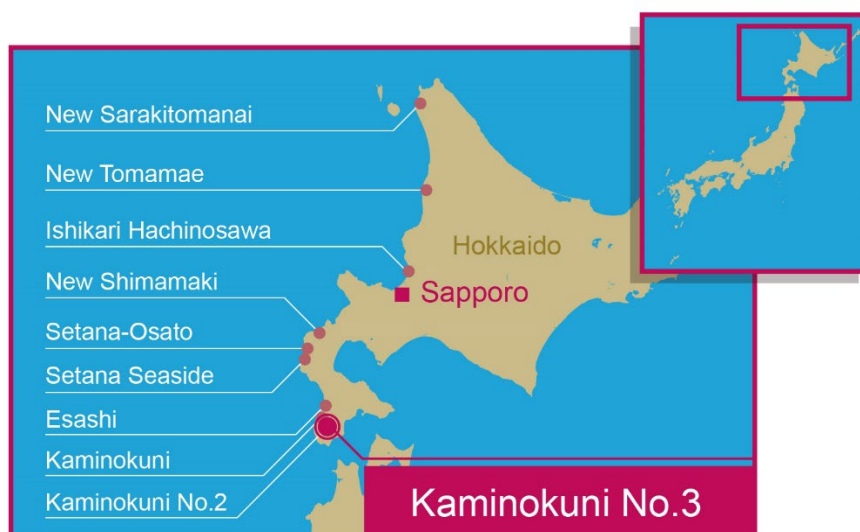 New Sarakitomanai
New Tomamae
Ishikari Hachinosawa
New Shimamaki
Setana-Osato
Setana Seaside
Esashi
Kaminokuni
Kaminokuni No.2
Hokkaido
Sapporo
Kaminokuni No.3